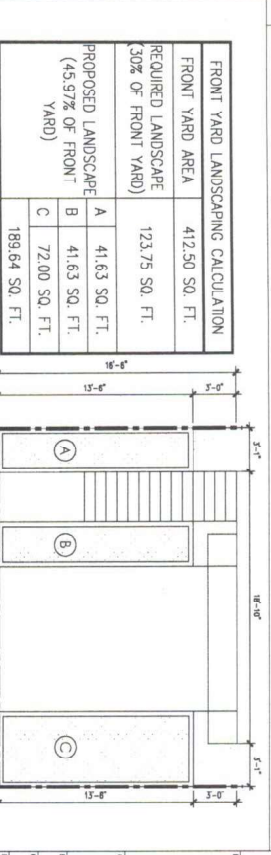 FRONT YARD LANDSCAPING CALCULATION
FRONT YARD AREA
412.50 SQ. FT.
REQUIRED LANDSCAPE
(30% OF FRONT YARD)
123.75 SQ. FT.
PROPOSED LANDSCAPE
(45.97% OF FRONT
YARD)
A
41.63 SQ. FT.
B
41.63 SQ. FT.
C
72.00 SQ. FT.
189.64 SQ. FT.
16'-6"
13'-6"
3'-0"
3'-1"
18'-10"
3'-1"
A
B
C
13'-6"
3'-0"